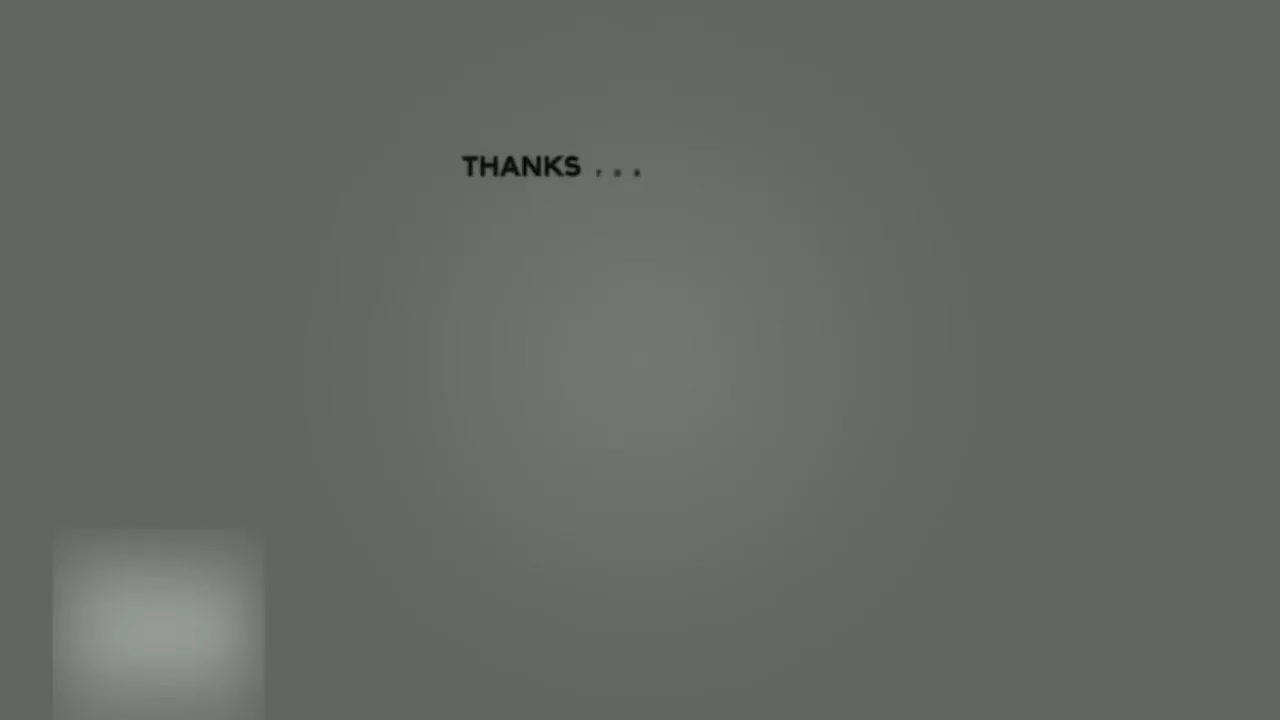 THANKS . . .